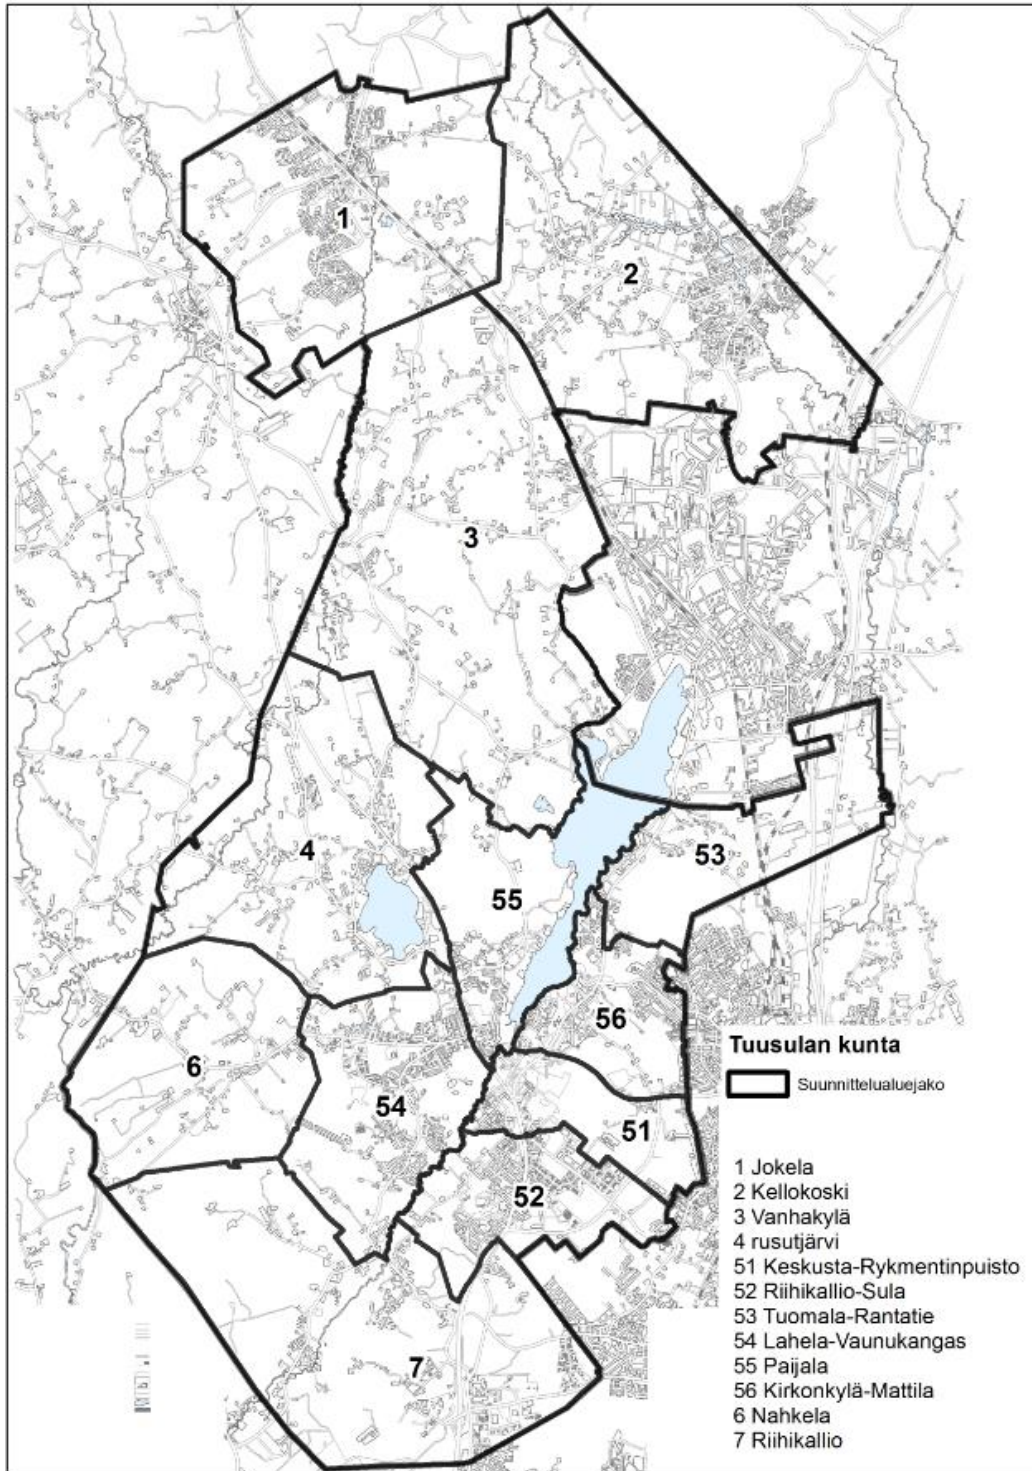 1
2
3
4
53
55
56
6
54
51
52
7
Tuusulan kunta
Suunnittelualuejako
1 Jokela
2 Kellokoski
3 Vanhakylä
4 rusutjärvi
51 Keskusta-Rykmentinpuisto
52 Riihikallio-Sula
53 Tuomala-Rantatie
54 Lahela-Vaunukangas
55 Paijala
56 Kirkonkylä-Mattila
6 Nahkela
7 Riihikallio